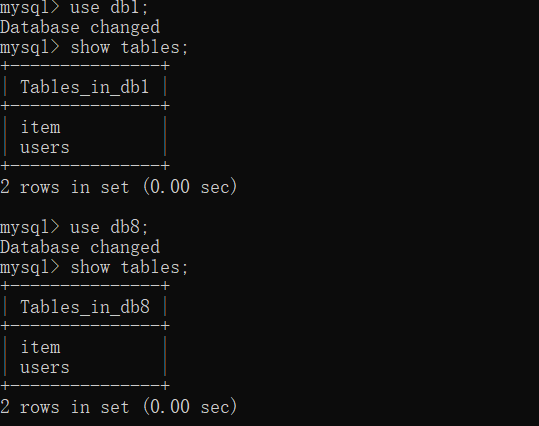 mysql> use db1;
Database changed
mysql> show tables;
+---------------+
| Tables_in_db1 |
+---------------+
| item          |
| users         |
+---------------+
2 rows in set (0.00 sec)

mysql> use db8;
Database changed
mysql> show tables;
+---------------+
| Tables_in_db8 |
+---------------+
| item          |
| users         |
+---------------+
2 rows in set (0.00 sec)